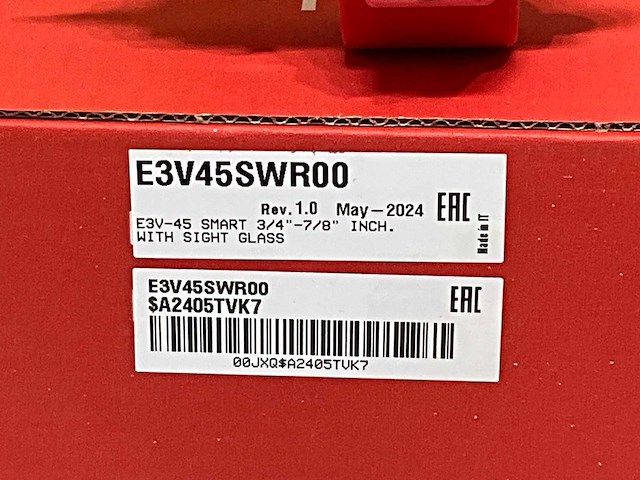 E3V45SWR00
Rev. 1.0 May-2024 EAC
E3V-45 SMART 3/4"-7/8" INCH.
WITH SIGHT GLASS
Made in IT
E3V45SWR00
$A2405TVK7
EAC
00JXQ$A2405TVK7